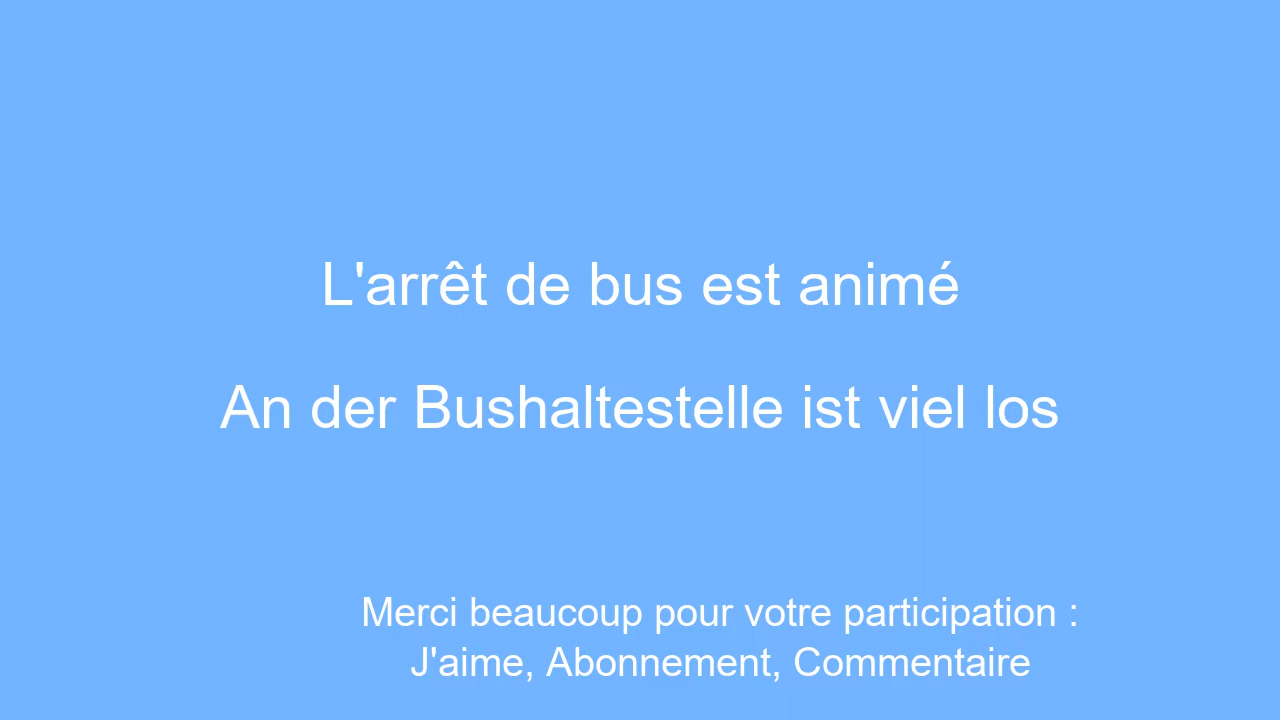 L'arrêt de bus est animé
An der Bushaltestelle ist viel los
Merci beaucoup pour votre participation :
J'aime, Abonnement, Commentaire